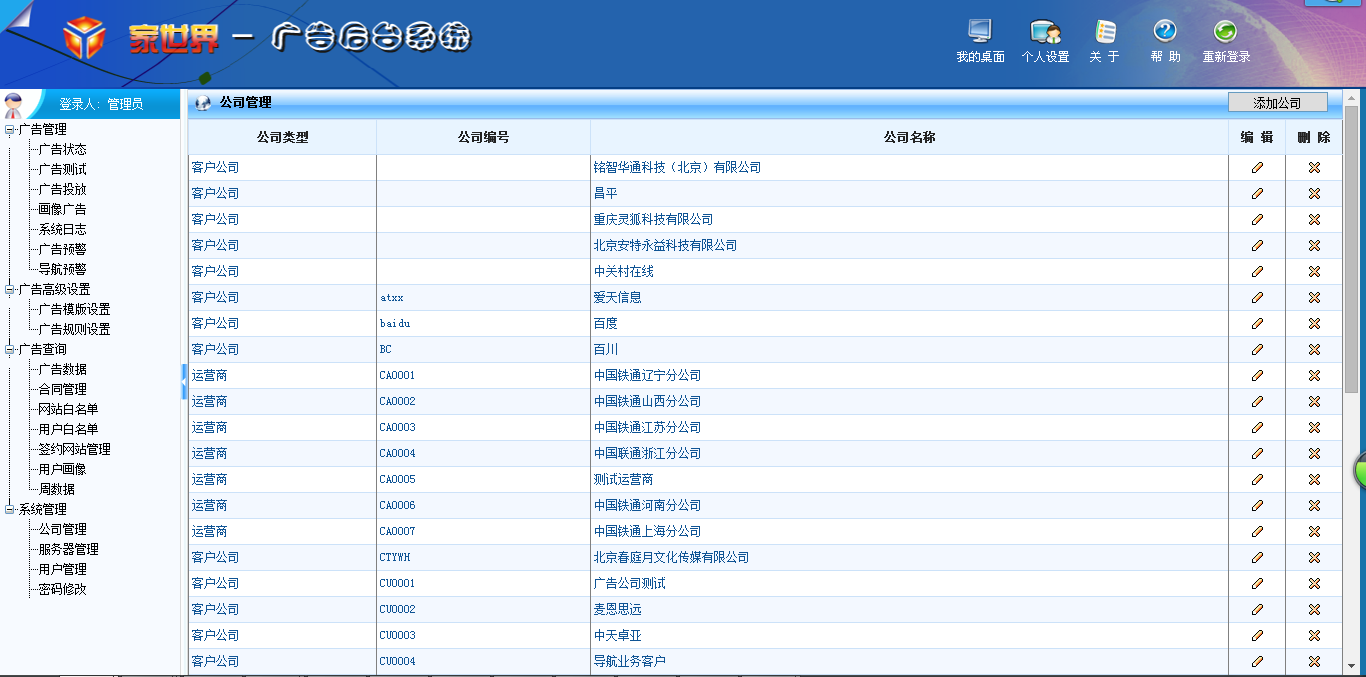 家世界 — 广告后台系统
我的桌面 个人设置 关 于 帮 助 重新登录
登录人: 管理员
广告管理
广告状态
广告测试
广告投放
画像广告
系统日志
广告预警
导航预警
广告高级设置
广告模版设置
广告规则设置
广告查询
广告数据
合同管理
网站白名单
用户白名单
签约网站管理
用户画像
周数据
系统管理
公司管理
服务器管理
用户管理
密码修改
公司管理 添加公司
公司类型 公司编号 公司名称 编 辑 删 除
客户公司 铭智华通科技（北京）有限公司
客户公司 昌平
客户公司 重庆灵狐科技有限公司
客户公司 北京安特永益科技有限公司
客户公司 中关村在线
客户公司 atxx 爱天信息
客户公司 baidu 百度
客户公司 BC 百川
运营商 CA0001 中国铁通辽宁分公司
运营商 CA0002 中国铁通山西分公司
运营商 CA0003 中国铁通江苏分公司
运营商 CA0004 中国联通浙江分公司
运营商 CA0005 测试运营商
运营商 CA0006 中国铁通河南分公司
运营商 CA0007 中国铁通上海分公司
客户公司 CTYWH 北京春庭月文化传媒有限公司
客户公司 CU0001 广告公司测试
客户公司 CU0002 麦恩思远
客户公司 CU0003 中天卓亚
客户公司 CU0004 导航业务客户